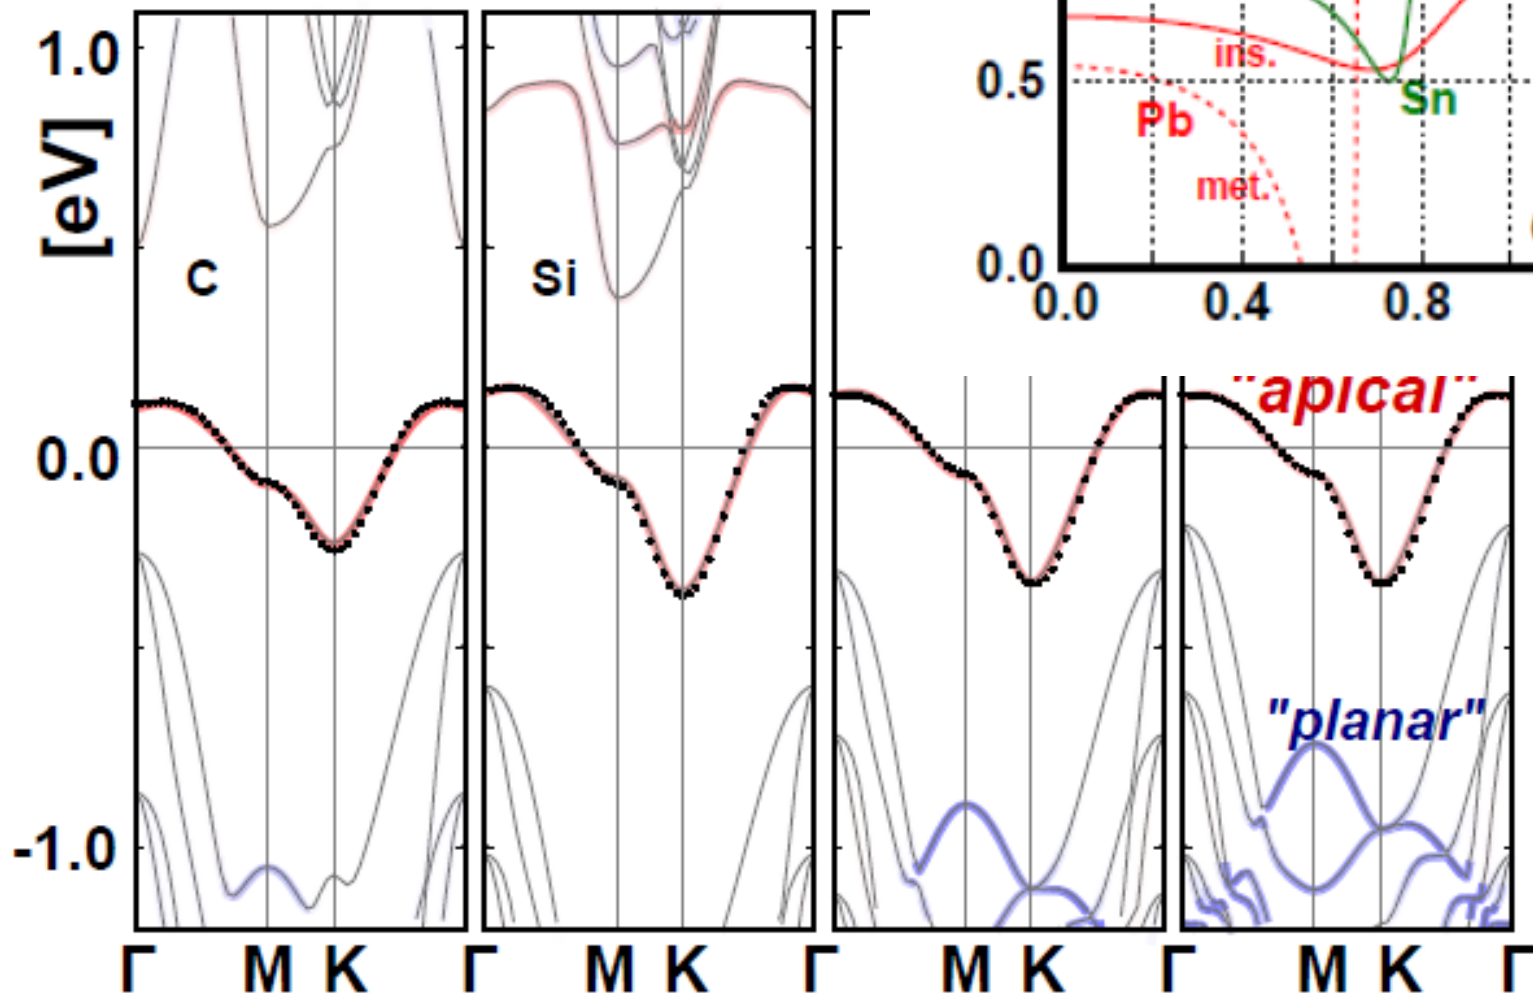 1.0
[eV]
C
Si
0.0
-1.0
Γ M K Γ M K Γ M K Γ M K Γ
0.5
ins.
Pb
Sn
met.
0.0
0.0 0.4 0.8
"apical"
"planar"